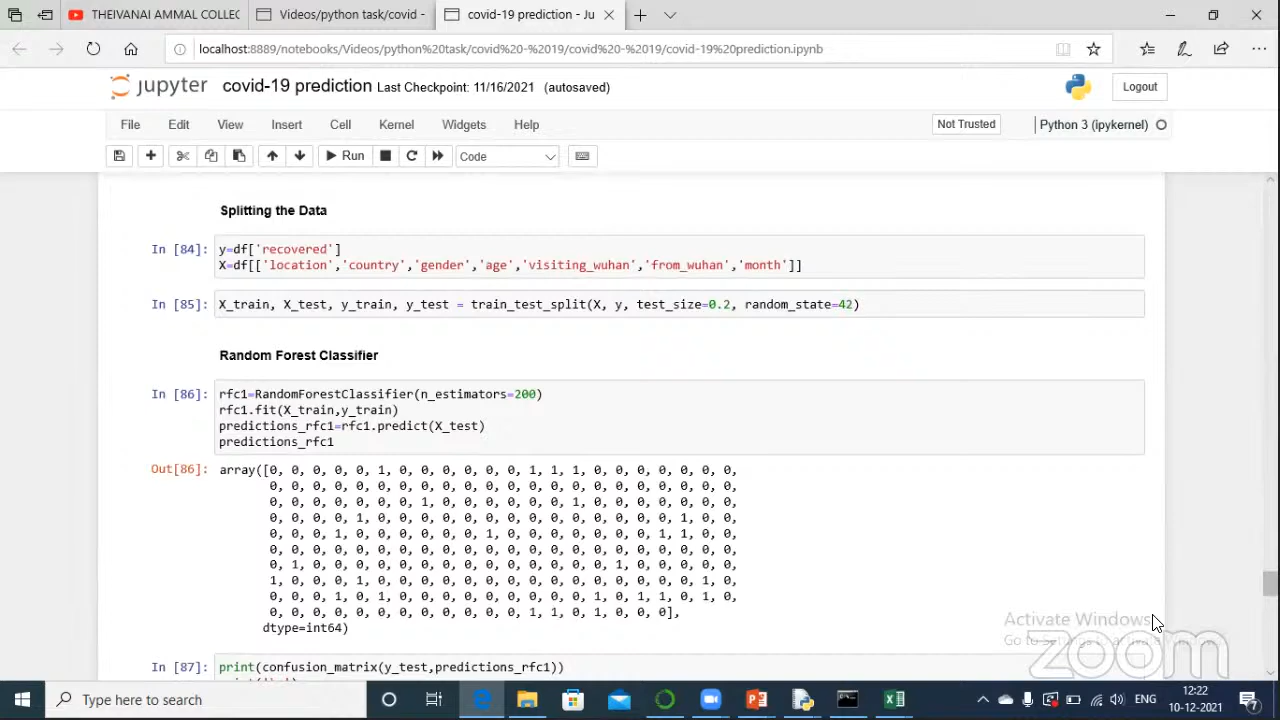 THEIVANAI AMMAL COLLEC
Videos/python task/covid -
covid-19 prediction - Ju
localhost:8889/notebooks/Videos/python%20task/covid%20-%2019/covid%20-%2019/covid-19%20prediction.ipynb
jupyter covid-19 prediction Last Checkpoint: 11/16/2021 (autosaved)
Logout
File Edit View Insert Cell Kernel Widgets Help
Not Trusted
Python 3 (ipykernel)
Run
Code
Splitting the Data
In [84]: y=df['recovered']
X=df[['location','country','gender','age','visiting_wuhan','from_wuhan','month']]
In [85]: X_train, X_test, y_train, y_test = train_test_split(X, y, test_size=0.2, random_state=42)
Random Forest Classifier
In [86]: rfc1=RandomForestClassifier(n_estimators=200)
rfc1.fit(X_train,y_train)
predictions_rfc1=rfc1.predict(X_test)
predictions_rfc1
Out[86]: array([0, 0, 0, 0, 0, 1, 0, 0, 0, 0, 0, 0, 1, 1, 1, 0, 0, 0, 0, 0, 0, 0,
0, 0, 0, 0, 0, 0, 0, 0, 0, 0, 0, 0, 0, 0, 0, 0, 0, 0, 0, 0, 0, 0,
0, 0, 0, 0, 0, 0, 0, 1, 0, 0, 0, 0, 0, 0, 1, 0, 0, 0, 0, 0, 0, 0,
0, 0, 0, 0, 1, 0, 0, 0, 0, 0, 0, 0, 0, 0, 0, 0, 0, 0, 0, 1, 0, 0,
0, 0, 0, 1, 0, 0, 0, 0, 0, 0, 1, 0, 0, 0, 0, 0, 0, 0, 1, 1, 0, 0,
0, 0, 0, 0, 0, 0, 0, 0, 0, 0, 0, 0, 0, 0, 0, 0, 0, 0, 0, 0, 0, 0,
0, 1, 0, 0, 0, 0, 0, 0, 0, 0, 0, 0, 0, 0, 0, 0, 1, 0, 0, 0, 0, 0,
1, 0, 0, 0, 1, 0, 0, 0, 0, 0, 0, 0, 0, 0, 0, 0, 0, 0, 0, 0, 1, 0,
0, 0, 0, 1, 0, 1, 0, 0, 0, 0, 0, 0, 0, 0, 0, 1, 0, 1, 1, 0, 1, 0,
0, 0, 0, 0, 0, 0, 0, 0, 0, 0, 0, 0, 1, 1, 0, 1, 0, 0, 0],
dtype=int64)
In [87]: print(confusion_matrix(y_test,predictions_rfc1))
Activate Windows
zoom
Type here to search
ENG
12:22
10-12-2021
7